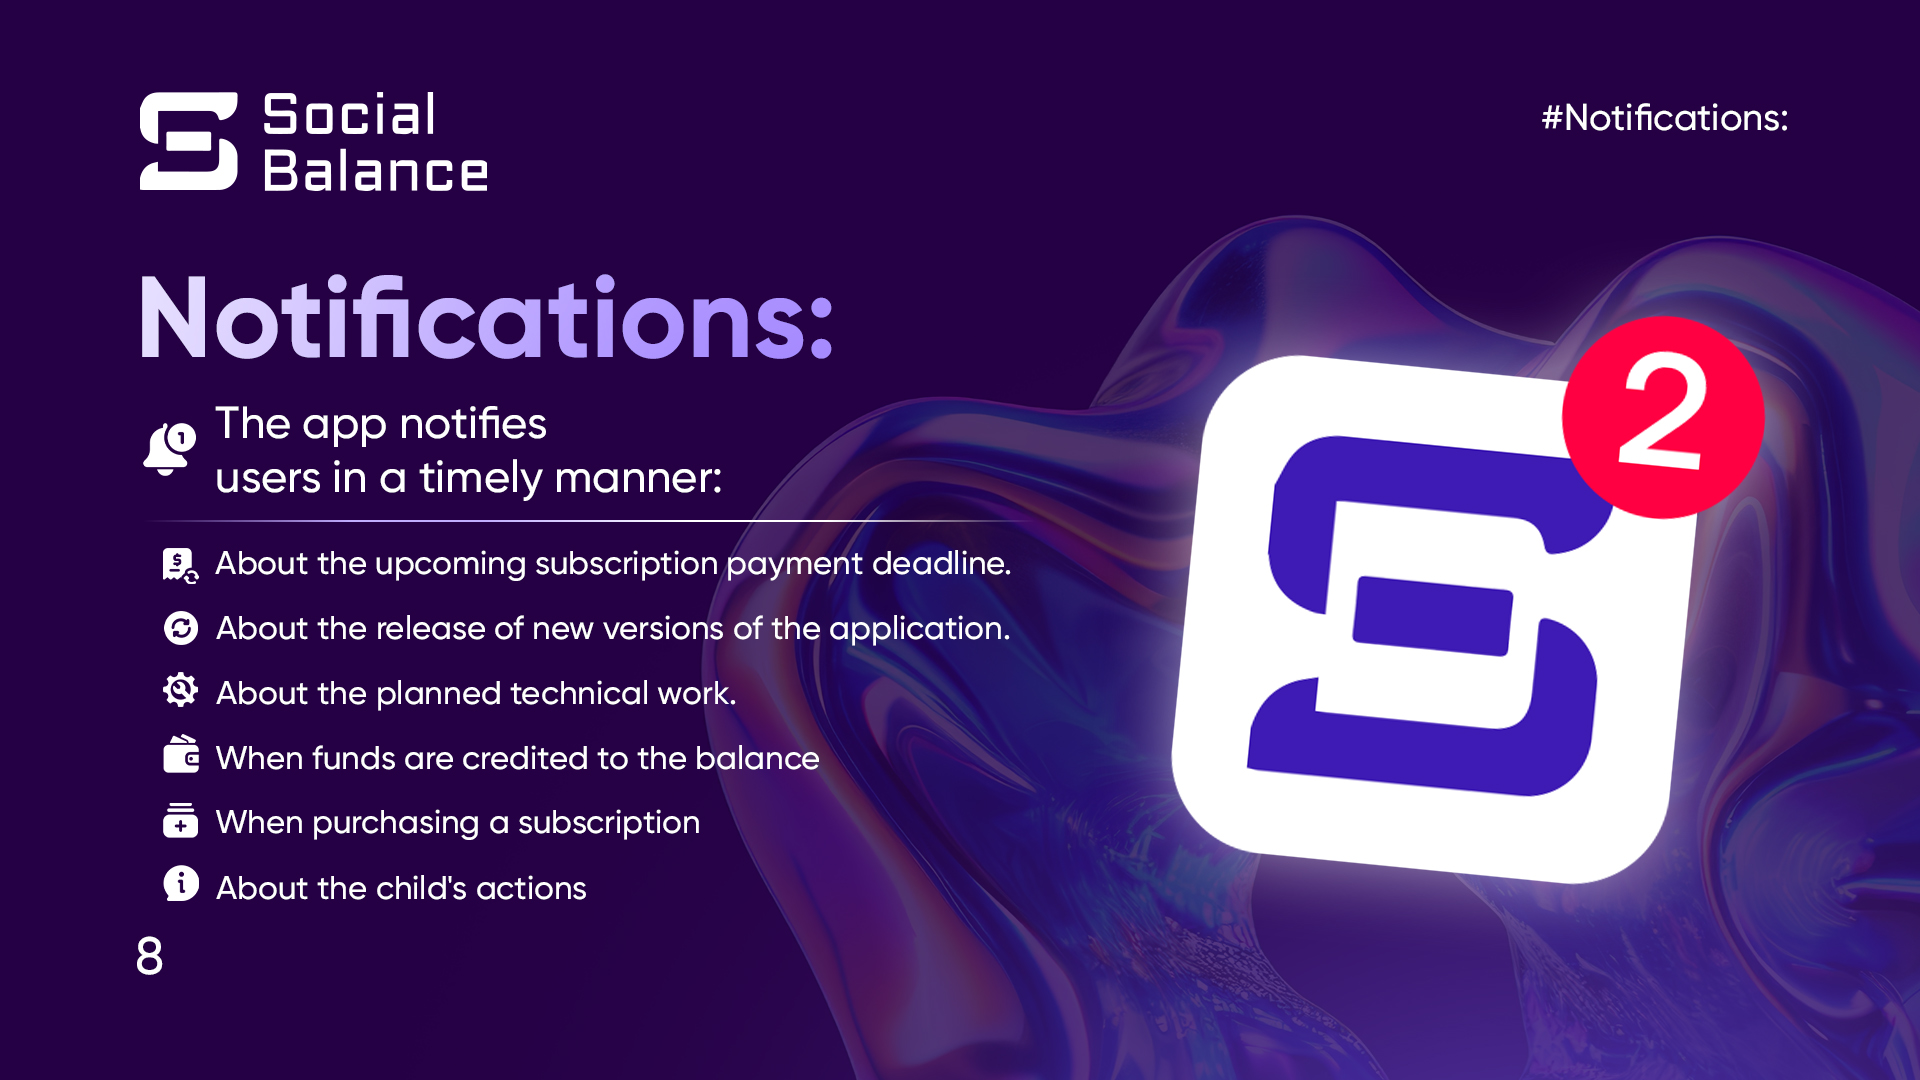 Social
Balance
#Notifications:
Notifications:
1
The app notifies
users in a timely manner:
$
About the upcoming subscription payment deadline.
About the release of new versions of the application.
About the planned technical work.
When funds are credited to the balance
When purchasing a subscription
i
About the child's actions
8
2